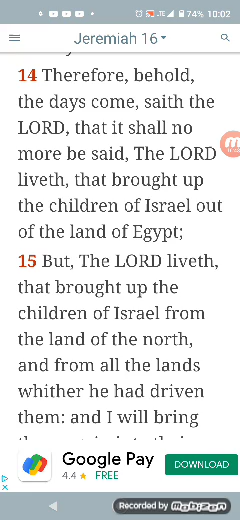 74% 10:02
Jeremiah 16
14 Therefore, behold,
the days come, saith the
LORD, that it shall no
more be said, The LORD
liveth, that brought up
the children of Israel out
of the land of Egypt;
15 But, The LORD liveth,
that brought up the
children of Israel from
the land of the north,
and from all the lands
whither he had driven
them: and I will bring
Google Pay
4.4 ★ FREE
DOWNLOAD
Recorded by Mobizen